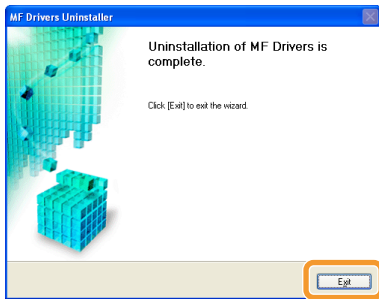 MF Drivers Uninstaller
Uninstallation of MF Drivers is
complete.
Click [Exit] to exit the wizard.
Exit